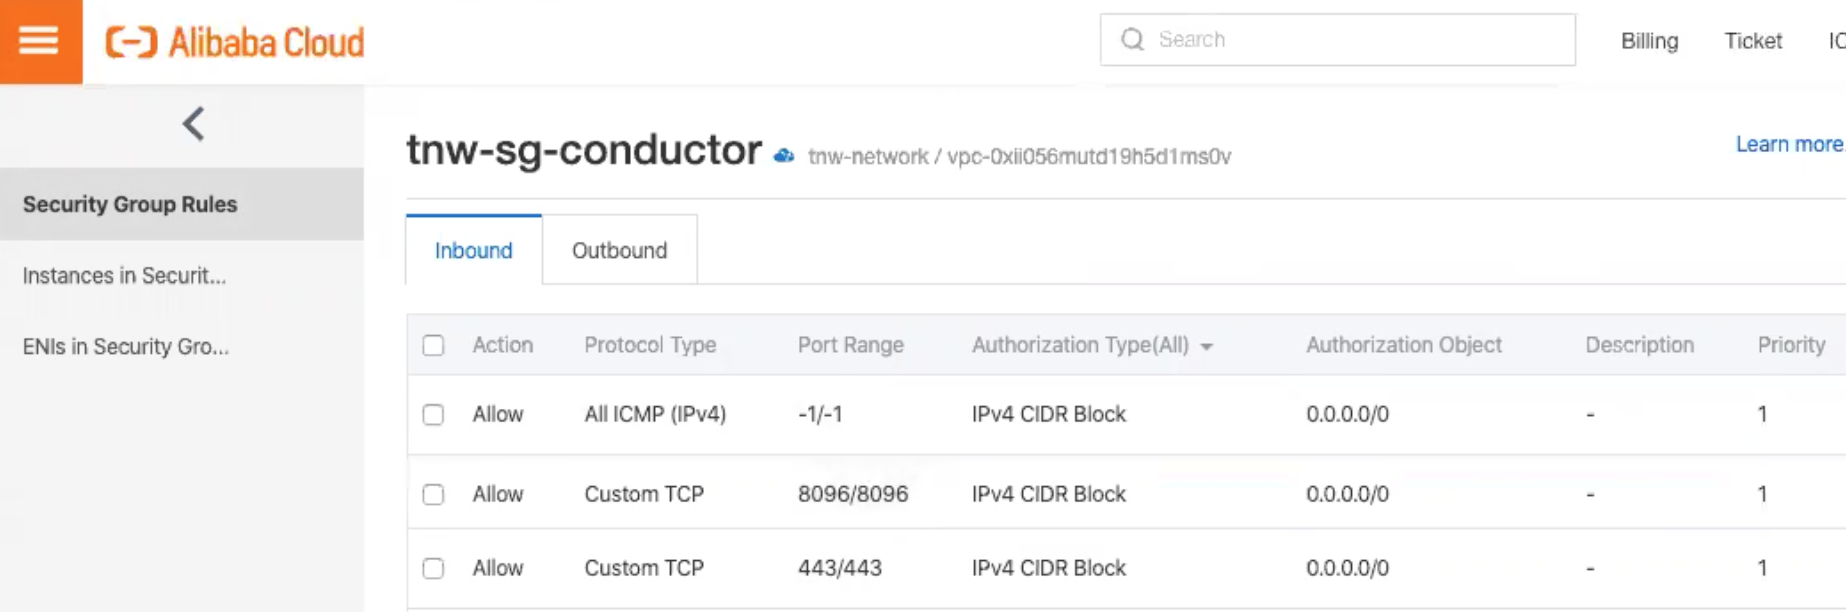 Alibaba Cloud
Search
Billing Ticket
tnw-sg-conductor tnw-network / vpc-0xii056mutd19h5d1ms0v
Learn more
Security Group Rules
Instances in Securit...
ENIs in Security Gro...
Inbound Outbound
Action Protocol Type Port Range Authorization Type(All) Authorization Object Description Priority
Allow All ICMP (IPv4) -1/-1 IPv4 CIDR Block 0.0.0.0/0 - 1
Allow Custom TCP 8096/8096 IPv4 CIDR Block 0.0.0.0/0 - 1
Allow Custom TCP 443/443 IPv4 CIDR Block 0.0.0.0/0 - 1